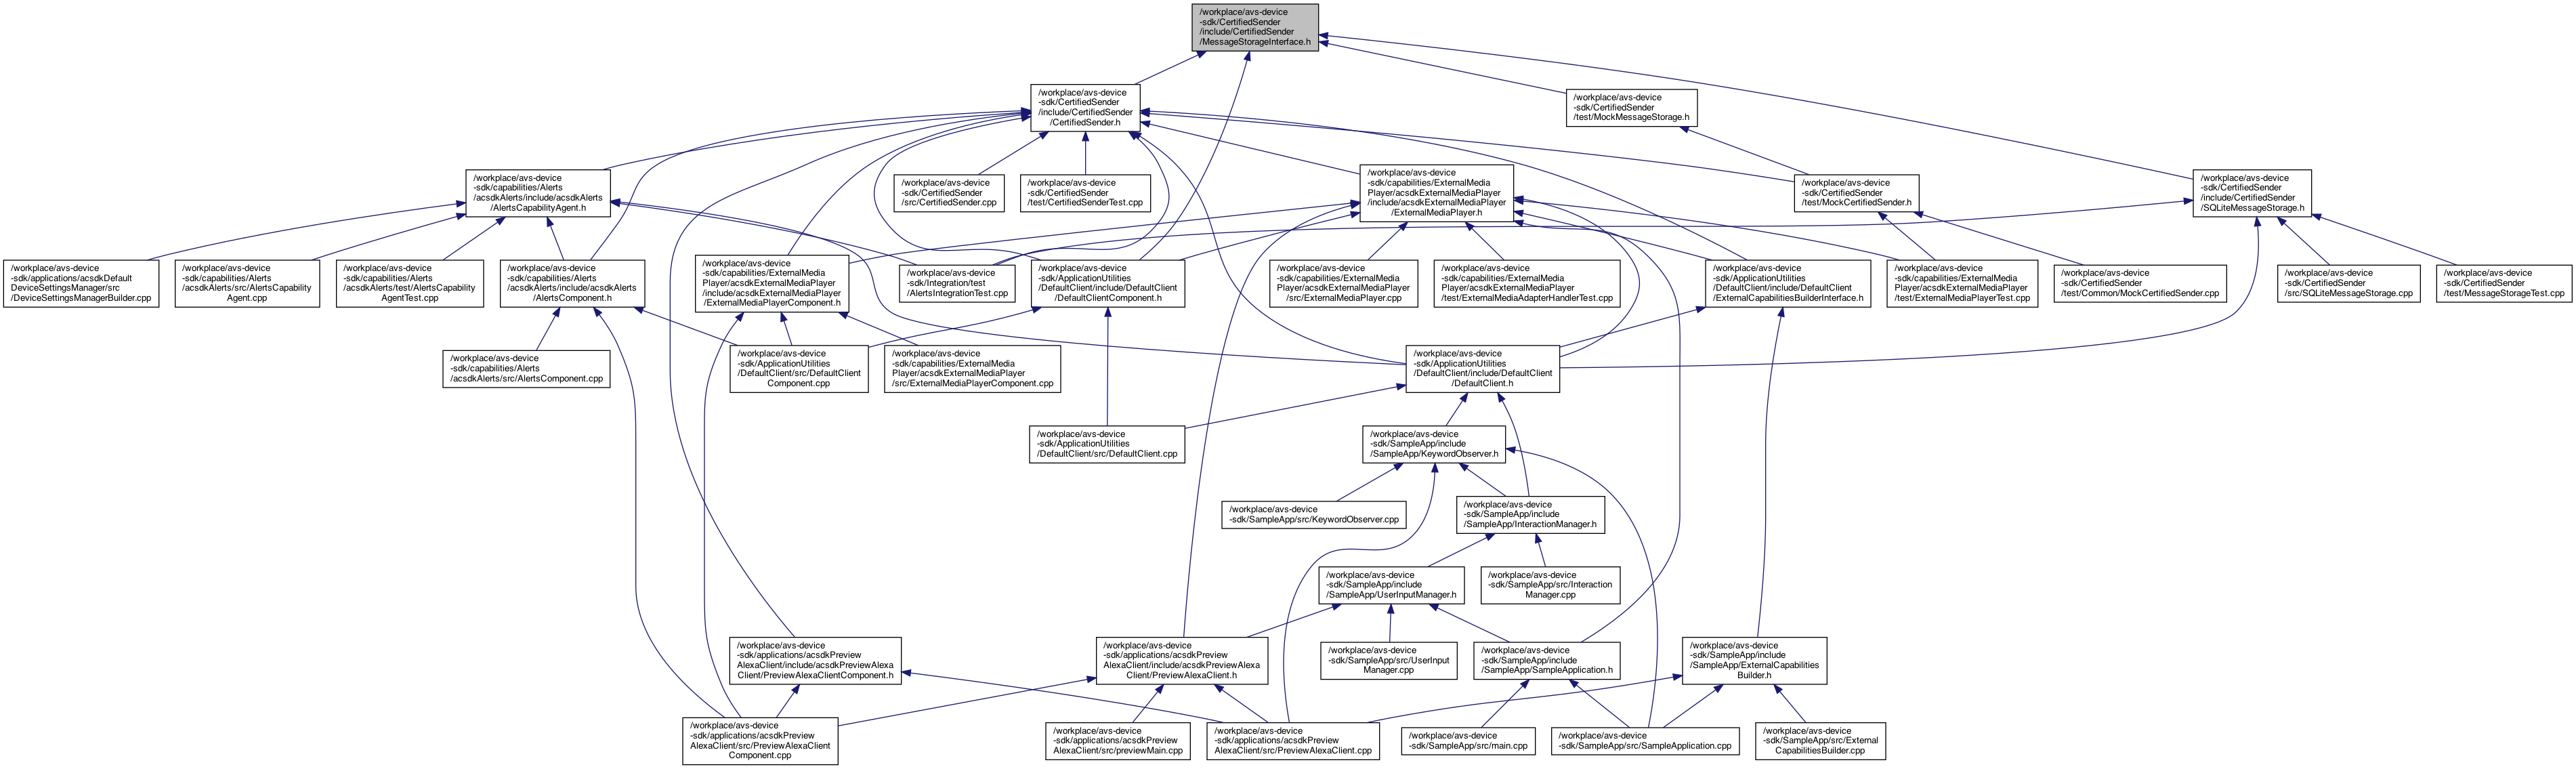 /workplace/avs-device
-sdk/CertifiedSender
/include/CertifiedSender
/MessageStorageInterface.h
/workplace/avs-device
-sdk/CertifiedSender
/include/CertifiedSender
/CertifiedSender.h
/workplace/avs-device
-sdk/CertifiedSender
/test/MockMessageStorage.h
/workplace/avs-device
-sdk/capabilities/Alerts
/acsdkAlerts/include/acsdkAlerts
/AlertsCapabilityAgent.h
/workplace/avs-device
-sdk/CertifiedSender
/src/CertifiedSender.cpp
/workplace/avs-device
-sdk/CertifiedSender
/test/CertifiedSenderTest.cpp
/workplace/avs-device
-sdk/capabilities/ExternalMedia
Player/acsdkExternalMediaPlayer
/include/acsdkExternalMediaPlayer
/ExternalMediaPlayer.h
/workplace/avs-device
-sdk/CertifiedSender
/test/MockCertifiedSender.h
/workplace/avs-device
-sdk/CertifiedSender
/include/CertifiedSender
/SQLiteMessageStorage.h
/workplace/avs-device
-sdk/applications/acsdkDefault
DeviceSettingsManager/src
/DeviceSettingsManagerBuilder.cpp
/workplace/avs-device
-sdk/capabilities/Alerts
/acsdkAlerts/src/AlertsCapability
Agent.cpp
/workplace/avs-device
-sdk/capabilities/Alerts
/acsdkAlerts/test/AlertsCapability
AgentTest.cpp
/workplace/avs-device
-sdk/capabilities/Alerts
/acsdkAlerts/include/acsdkAlerts
/AlertsComponent.h
/workplace/avs-device
-sdk/capabilities/ExternalMedia
Player/acsdkExternalMediaPlayer
/include/acsdkExternalMediaPlayer
/ExternalMediaPlayerComponent.h
/workplace/avs-device
-sdk/Integration/test
/AlertsIntegrationTest.cpp
/workplace/avs-device
-sdk/ApplicationUtilities
/DefaultClient/include/DefaultClient
/DefaultClientComponent.h
/workplace/avs-device
-sdk/capabilities/ExternalMedia
Player/acsdkExternalMediaPlayer
/src/ExternalMediaPlayer.cpp
/workplace/avs-device
-sdk/capabilities/ExternalMedia
Player/acsdkExternalMediaPlayer
/test/ExternalMediaAdapterHandlerTest.cpp
/workplace/avs-device
-sdk/ApplicationUtilities
/DefaultClient/include/DefaultClient
/ExternalCapabilitiesBuilderInterface.h
/workplace/avs-device
-sdk/capabilities/ExternalMedia
Player/acsdkExternalMediaPlayer
/test/ExternalMediaPlayerTest.cpp
/workplace/avs-device
-sdk/CertifiedSender
/test/Common/MockCertifiedSender.cpp
/workplace/avs-device
-sdk/CertifiedSender
/src/SQLiteMessageStorage.cpp
/workplace/avs-device
-sdk/CertifiedSender
/test/MessageStorageTest.cpp
/workplace/avs-device
-sdk/capabilities/Alerts
/acsdkAlerts/src/AlertsComponent.cpp
/workplace/avs-device
-sdk/ApplicationUtilities
/DefaultClient/src/DefaultClient
Component.cpp
/workplace/avs-device
-sdk/capabilities/ExternalMedia
Player/acsdkExternalMediaPlayer
/src/ExternalMediaPlayerComponent.cpp
/workplace/avs-device
-sdk/ApplicationUtilities
/DefaultClient/include/DefaultClient
/DefaultClient.h
/workplace/avs-device
-sdk/ApplicationUtilities
/DefaultClient/src/DefaultClient.cpp
/workplace/avs-device
-sdk/SampleApp/include
/SampleApp/KeywordObserver.h
/workplace/avs-device
-sdk/SampleApp/src/KeywordObserver.cpp
/workplace/avs-device
-sdk/SampleApp/include
/SampleApp/InteractionManager.h
/workplace/avs-device
-sdk/SampleApp/include
/SampleApp/UserInputManager.h
/workplace/avs-device
-sdk/SampleApp/src/Interaction
Manager.cpp
/workplace/avs-device
-sdk/applications/acsdkPreview
AlexaClient/include/acsdkPreviewAlexa
Client/PreviewAlexaClientComponent.h
/workplace/avs-device
-sdk/applications/acsdkPreview
AlexaClient/include/acsdkPreviewAlexa
Client/PreviewAlexaClient.h
/workplace/avs-device
-sdk/SampleApp/src/UserInput
Manager.cpp
/workplace/avs-device
-sdk/SampleApp/include
/SampleApp/SampleApplication.h
/workplace/avs-device
-sdk/SampleApp/include
/SampleApp/ExternalCapabilities
Builder.h
/workplace/avs-device
-sdk/applications/acsdkPreview
AlexaClient/src/PreviewAlexaClient
Component.cpp
/workplace/avs-device
-sdk/applications/acsdkPreview
AlexaClient/src/previewMain.cpp
/workplace/avs-device
-sdk/applications/acsdkPreview
AlexaClient/src/PreviewAlexaClient.cpp
/workplace/avs-device
-sdk/SampleApp/src/main.cpp
/workplace/avs-device
-sdk/SampleApp/src/SampleApplication.cpp
/workplace/avs-device
-sdk/SampleApp/src/External
CapabilitiesBuilder.cpp